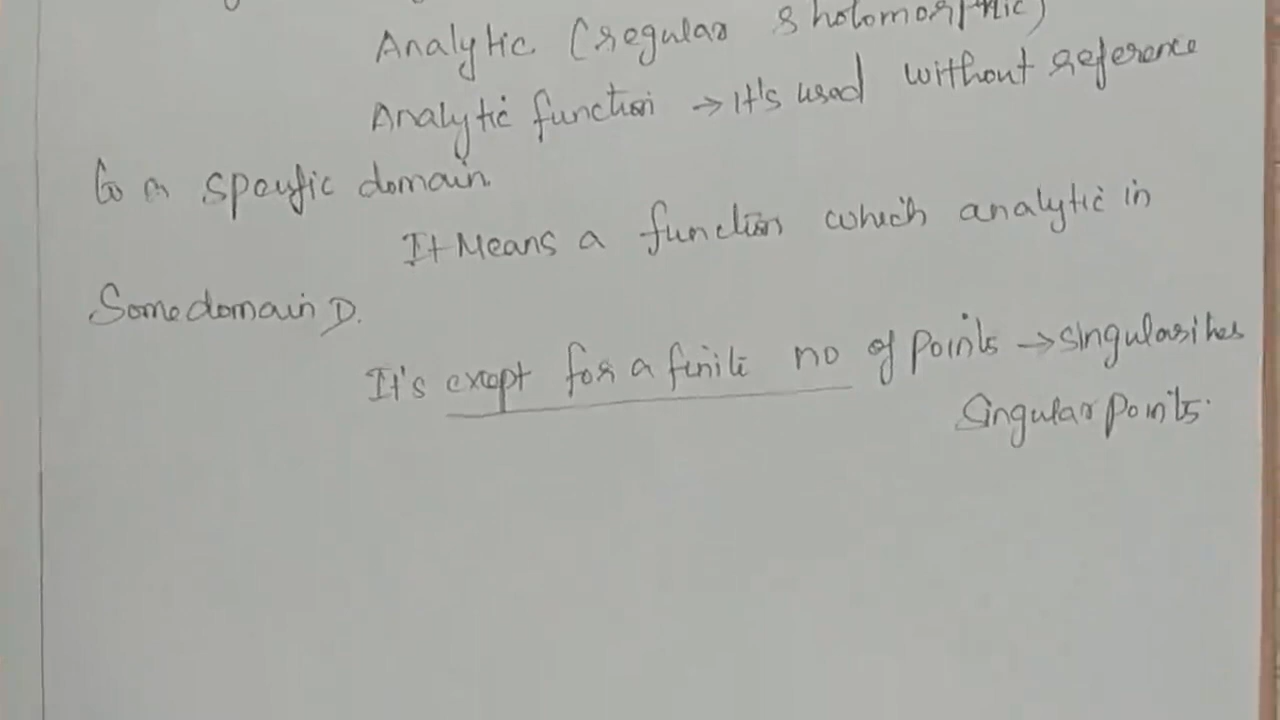 Analytic (regular & holomorphic)
Analytic function → It's used without reference
to a specific domain.
It Means a function which analytic in
Some domain D.
It's except for a finite no of points → singularities
Singular points.